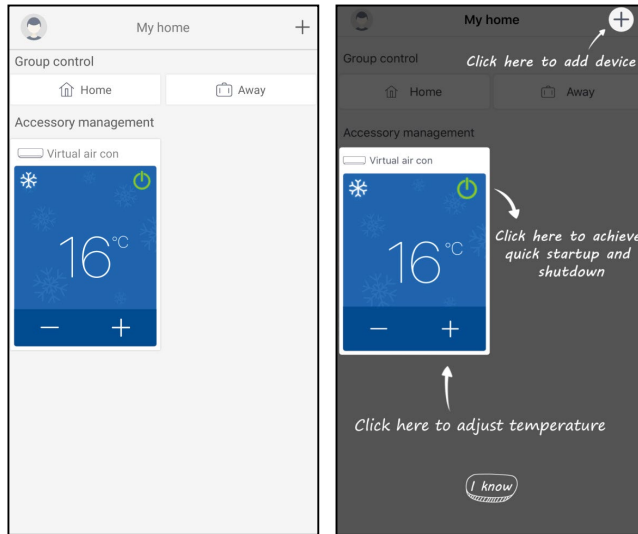 My home
+
Group control
Home
Away
Accessory management
Virtual air con
16°C
− +
My home
+
Click here to add device
Group control
Home
Away
Accessory management
Virtual air con
16°C
− +
Click here to achieve
quick startup and
shutdown
Click here to adjust temperature
I know